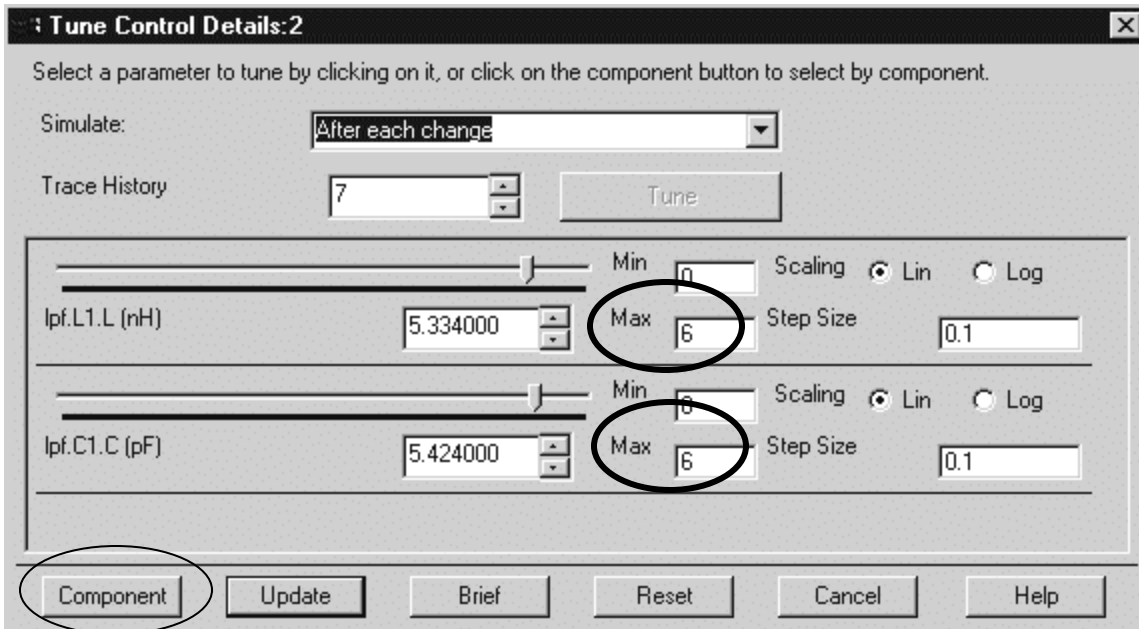 Tune Control Details:2
Select a parameter to tune by clicking on it, or click on the component button to select by component.
Simulate: After each change
Trace History 7 Tune
Min 0 Scaling Lin Log
lpf.L1.L (nH) 5.334000 Max 6 Step Size 0.1
Min 0 Scaling Lin Log
lpf.C1.C (pF) 5.424000 Max 6 Step Size 0.1
Component Update Brief Reset Cancel Help